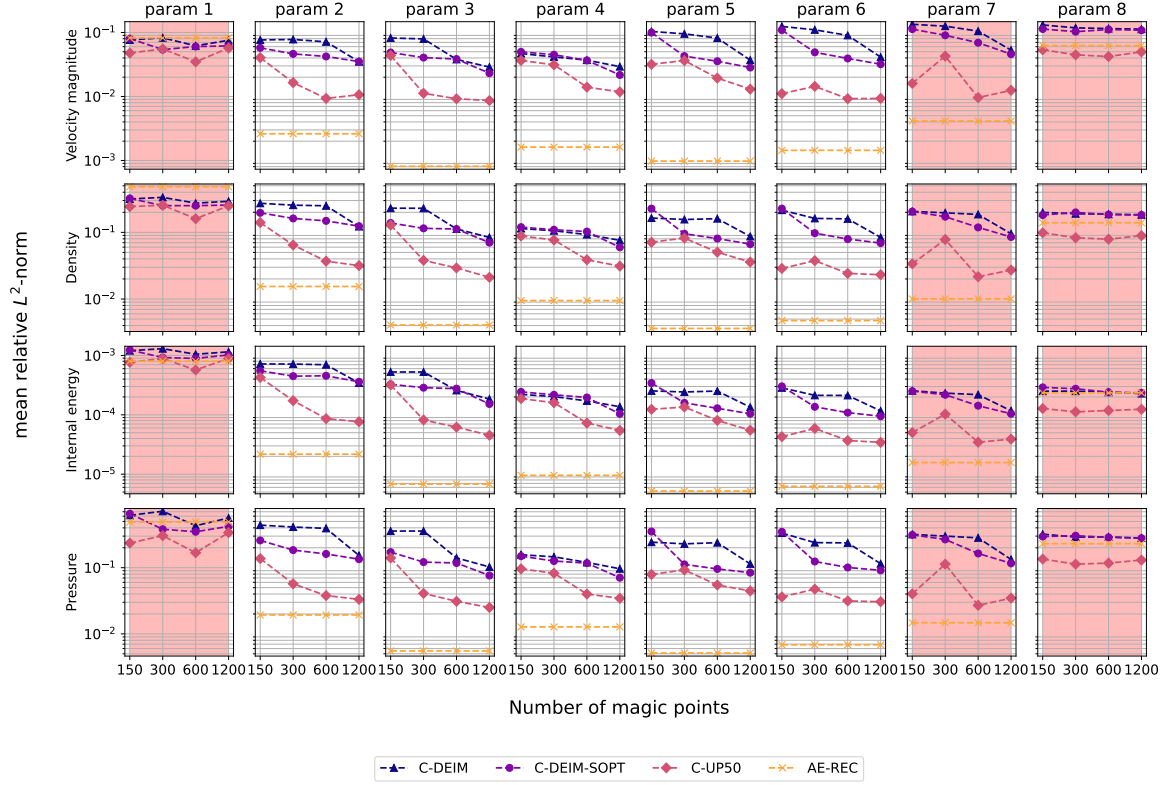 param 1 param 2 param 3 param 4 param 5 param 6 param 7 param 8
mean relative L²-norm
Velocity magnitude
10⁻¹
10⁻²
10⁻³
Density
10⁻¹
10⁻²
Internal energy
10⁻³
10⁻⁴
10⁻⁵
Pressure
10⁻¹
10⁻²
150 300 600 1200 150 300 600 1200 150 300 600 1200 150 300 600 1200 150 300 600 1200 150 300 600 1200 150 300 600 1200 150 300 600 1200
Number of magic points
C-DEIM C-DEIM-SOPT C-UP50 AE-REC